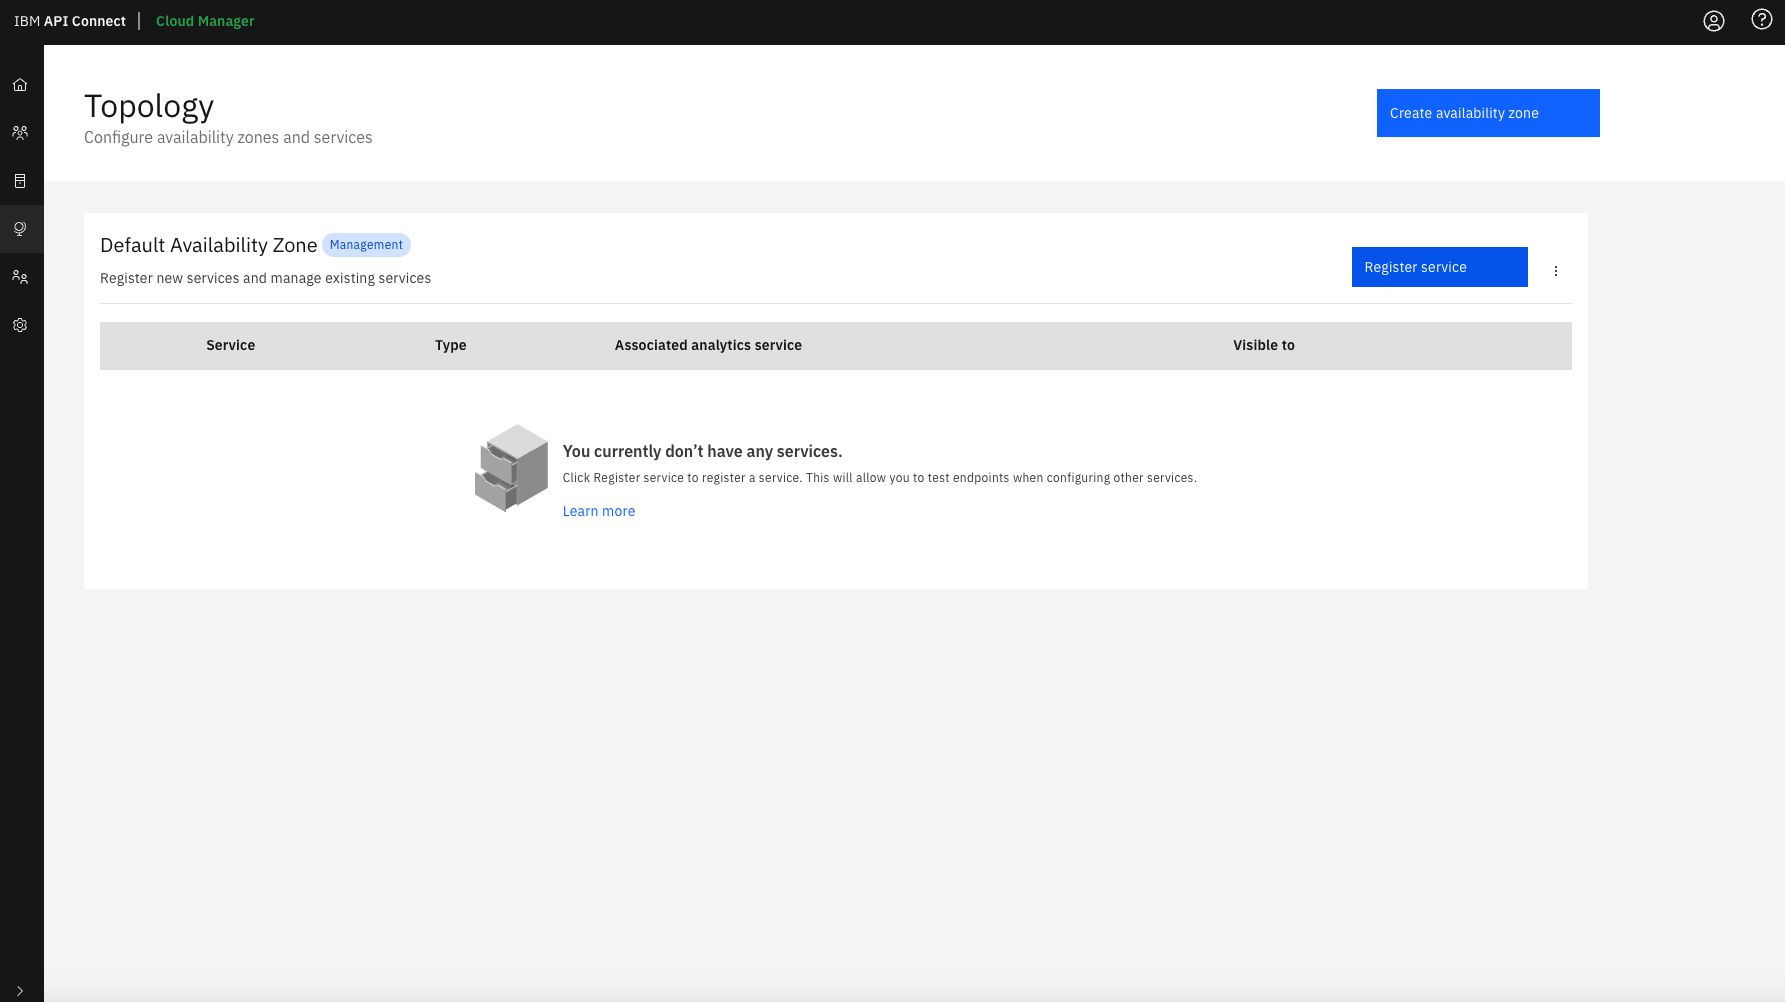 IBM API Connect | Cloud Manager
Topology
Configure availability zones and services
Create availability zone
Default Availability Zone Management
Register new services and manage existing services
Register service
Service Type Associated analytics service Visible to
You currently don’t have any services.
Click Register service to register a service. This will allow you to test endpoints when configuring other services.
Learn more